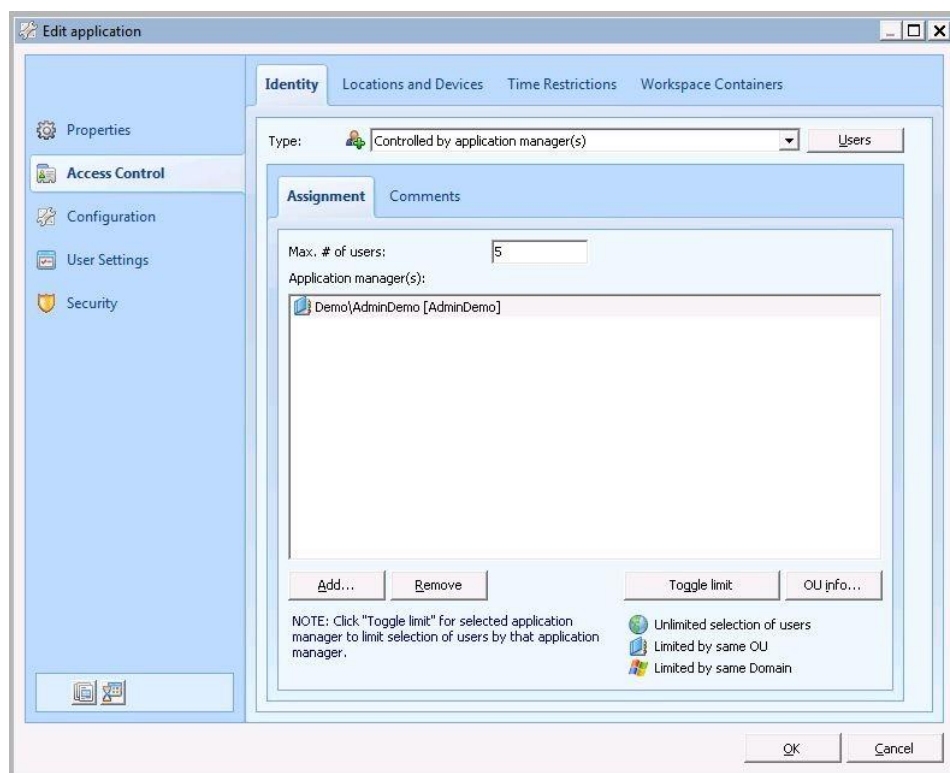 Edit application
Identity Locations and Devices Time Restrictions Workspace Containers
Properties
Access Control
Configuration
User Settings
Security
Type: Controlled by application manager(s) Users
Assignment Comments
Max. # of users: 5
Application manager(s):
Demo\AdminDemo [AdminDemo]
Add... Remove Toggle limit OU info...
NOTE: Click "Toggle limit" for selected application
manager to limit selection of users by that application
manager.
Unlimited selection of users
Limited by same OU
Limited by same Domain
OK Cancel